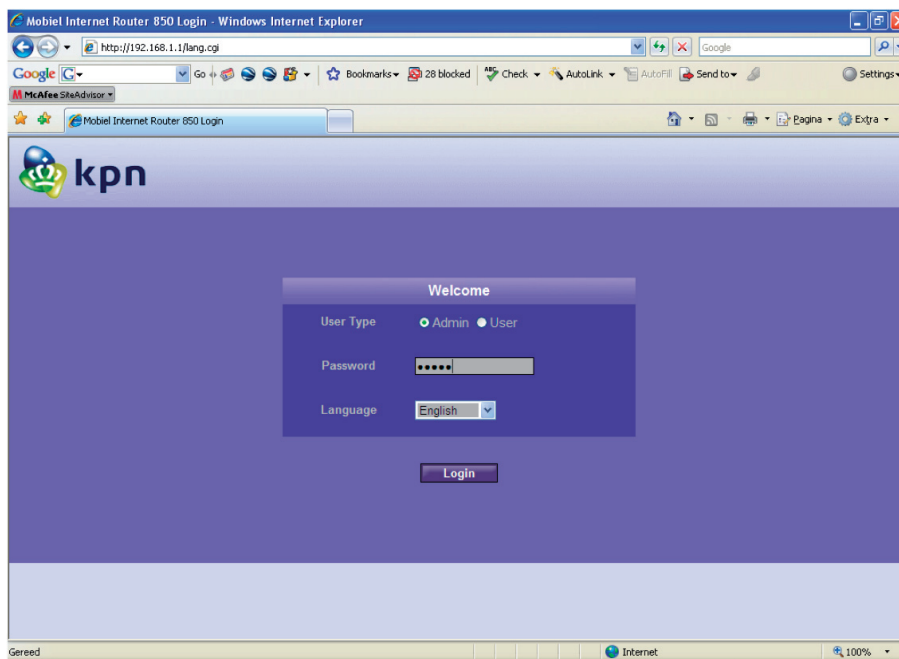 Mobiel Internet Router 850 Login - Windows Internet Explorer
http://192.168.1.1/lang.cgi
Google
Google G Go Bookmarks 28 blocked ABC Check AutoLink AutoFill Send to Settings
McAfee SiteAdvisor
Mobiel Internet Router 850 Login Pagina Extra
kpn
Welcome
User Type Admin User
Password
Language English
Login
Gereed Internet 100%